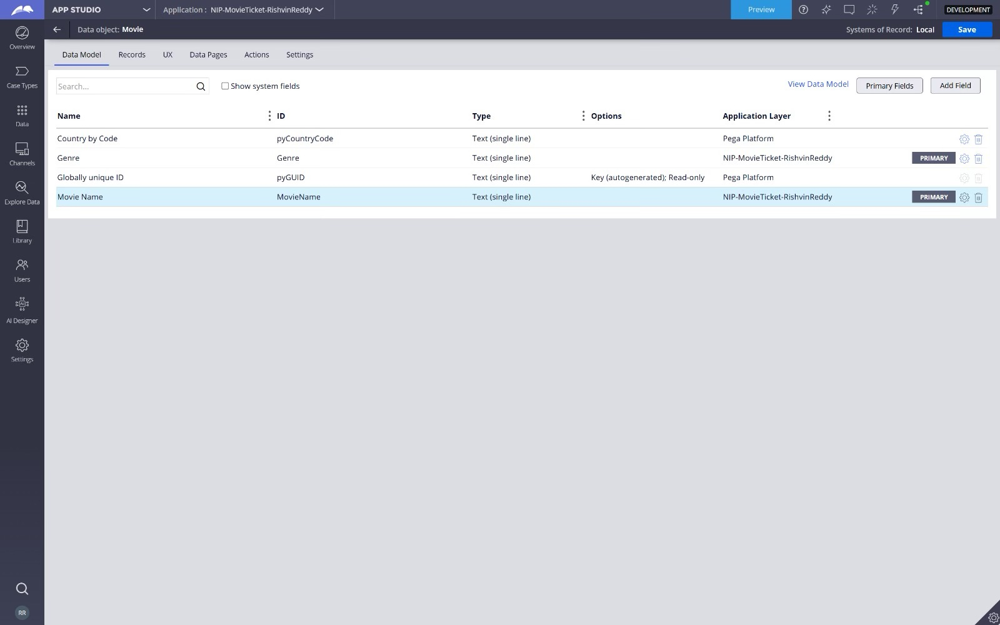 APP STUDIO
Application : NIP-MovieTicket-RishvinReddy
Preview
DEVELOPMENT
Data object: Movie
Systems of Record: Local
Save
Overview
Case Types
Data
Channels
Explore Data
Library
Users
AI
AI Designer
Settings
RR
Data Model Records UX Data Pages Actions Settings
Search...
Show system fields
View Data Model
Primary Fields
Add Field
Name ID Type Options Application Layer
Country by Code pyCountryCode Text (single line) Pega Platform
Genre Genre Text (single line) NIP-MovieTicket-RishvinReddy PRIMARY
Globally unique ID pyGUID Text (single line) Key (autogenerated); Read-only Pega Platform
Movie Name MovieName Text (single line) NIP-MovieTicket-RishvinReddy PRIMARY